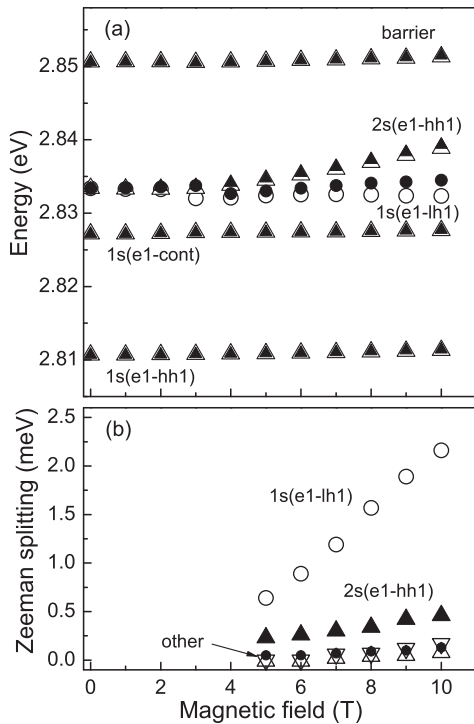 (a)
barrier
2.85
2s(e1-hh1)
2.84
Energy (eV)
2.83
1s(e1-lh1)
1s(e1-cont)
2.82
2.81
1s(e1-hh1)
(b)
2.5
2.0
1s(e1-lh1)
1.5
Zeeman splitting (meV)
1.0
2s(e1-hh1)
0.5
other
0.0
0 2 4 6 8 10
Magnetic field (T)